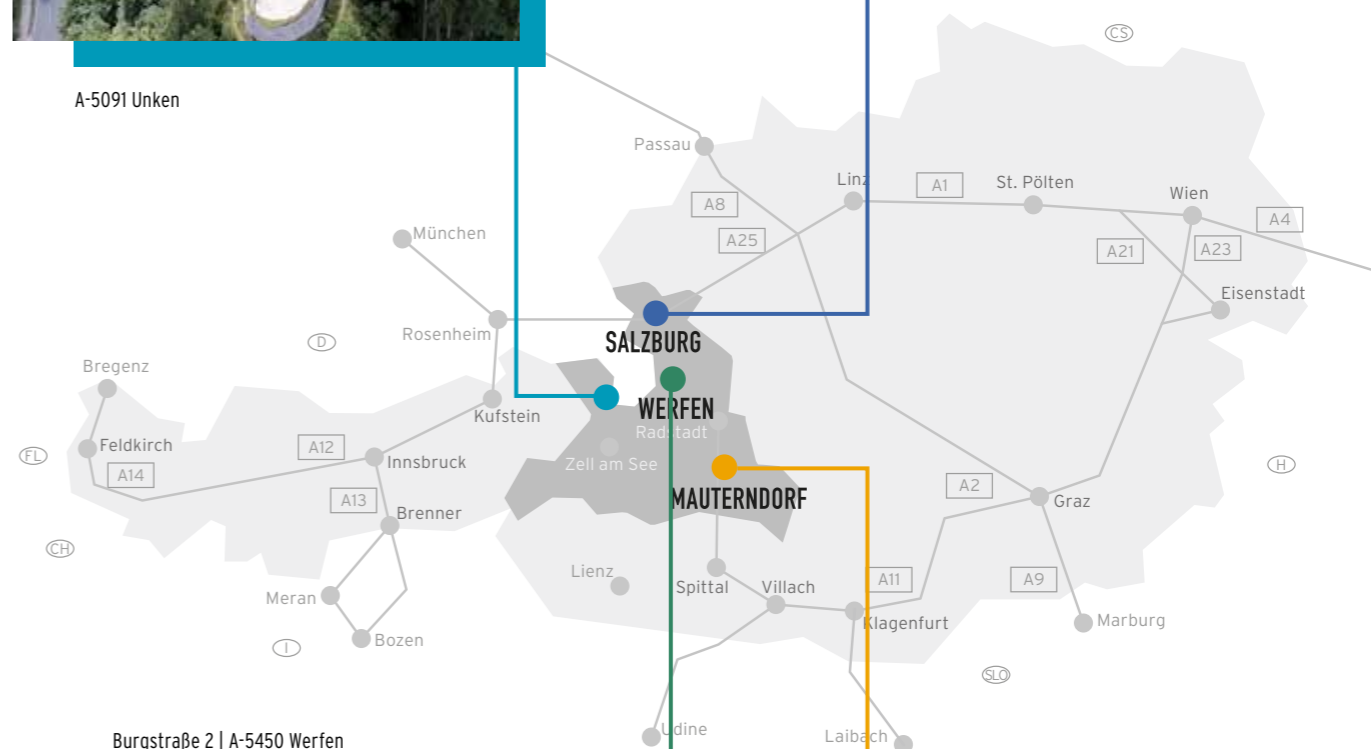 CS
A-5091 Unken
Passau
Linz
A1
St. Pölten
Wien
A8
A4
A25
A21
A23
München
Eisenstadt
Rosenheim
SALZBURG
D
Bregenz
WERFEN
Kufstein
Radstadt
Feldkirch
A12
FL
Innsbruck
Zell am See
H
A14
A13
MAUTERNDORF
A2
Graz
Brenner
CH
Lienz
Spittal
Villach
A11
A9
Meran
Klagenfurt
Marburg
Bozen
I
SLO
Udine
Laibach
Burgstraße 2 | A-5450 Werfen